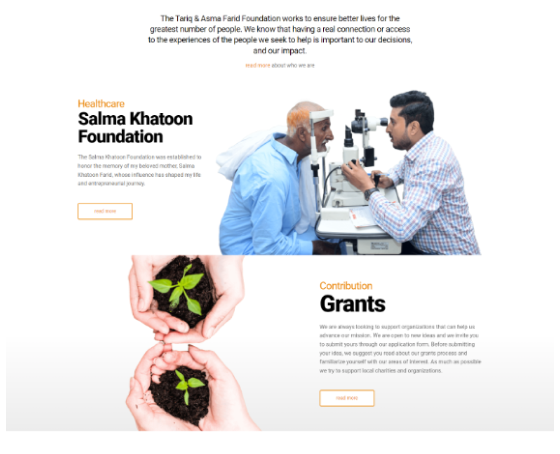 The Tariq & Asma Farid Foundation works to ensure better lives for the
greatest number of people. We know that having a real connection or access
to the experiences of the people we seek to help is important to our decisions,
and our impact.
read more about who we are
Healthcare
Salma Khatoon
Foundation
The Salma Khatoon Foundation was established to
honor the memory of my beloved mother, Salma
Khatoon Farid, whose influence has shaped my life
and entrepreneurial journey.
read more
Contribution
Grants
We are always looking to support organizations that can help us
advance our mission. We are open to new ideas and we invite you
to submit yours through our application form. Before submitting
your idea, we suggest you read about our grants process and
familiarize yourself with our areas of interest. As much as possible
we try to support local charities and organizations.
read more